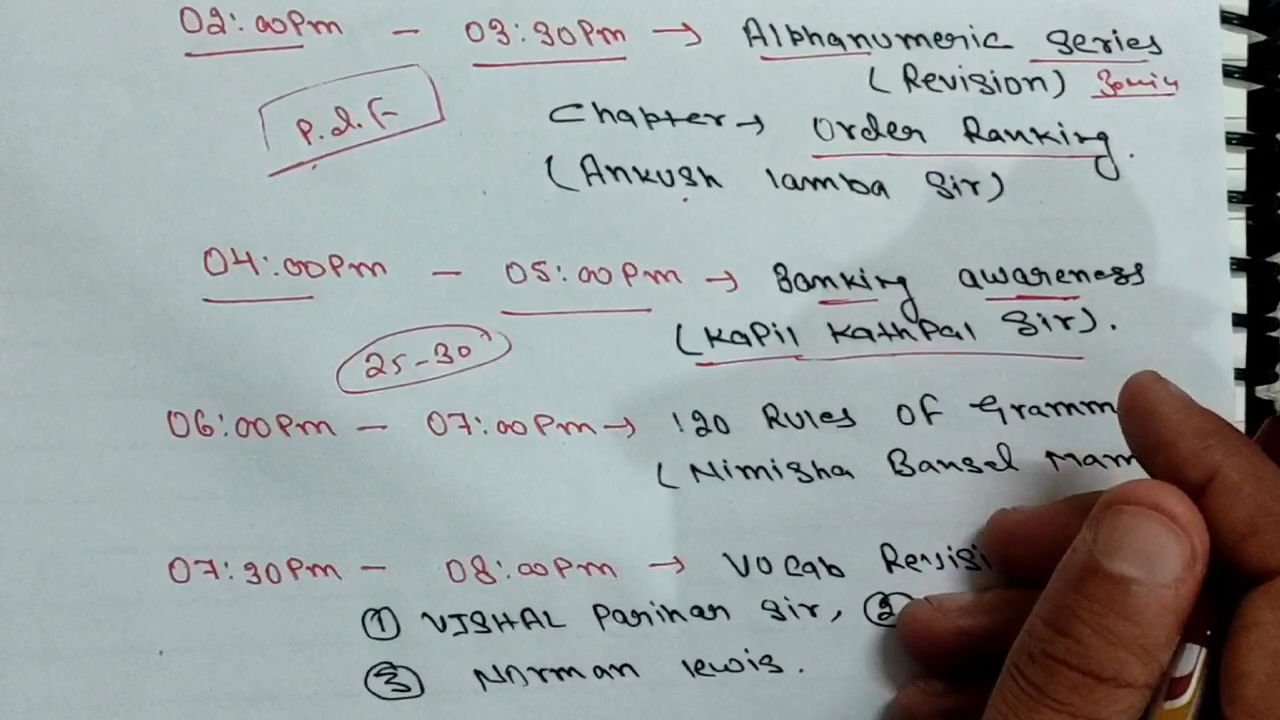 02:00Pm - 03:30Pm → Alphanumeric Series
(Revision) 30min
P.d.F
Chapter → Order Ranking.
(Ankush lamba Sir)
04:00Pm - 05:00Pm → Banking awareness
(Kapil Kathpal Sir).
25-30
06:00Pm - 07:00Pm → 120 Rules OF Gramm
(Nimisha Bansal Mam
07:30Pm - 08:00Pm → Vocab Revisi
① VISHAL Parihar Sir, ②
③ Norman lewis.